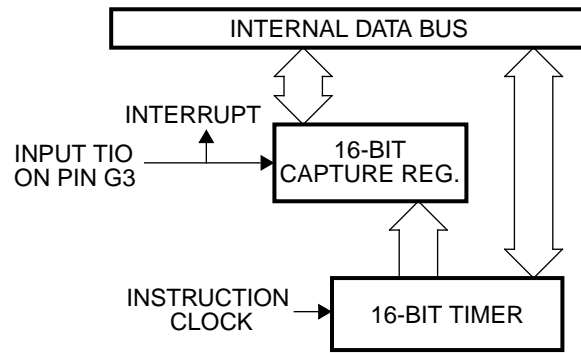 INTERNAL DATA BUS
INTERRUPT
INPUT TIO
ON PIN G3
16-BIT
CAPTURE REG.
INSTRUCTION
CLOCK
16-BIT TIMER